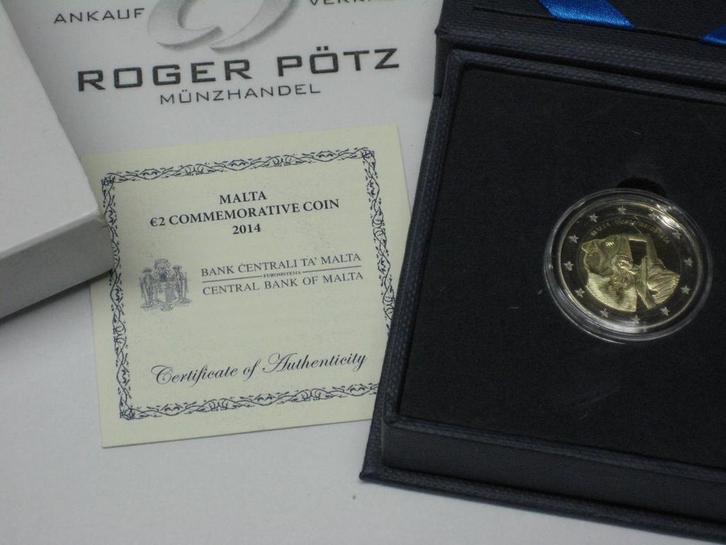 ANKAUF
ROGER PÖTZ
MÜNZHANDEL
MALTA
€2 COMMEMORATIVE COIN
2014
BANK ĊENTRALI TA' MALTA
EUROSISTEMA
CENTRAL BANK OF MALTA
Certificate of Authenticity